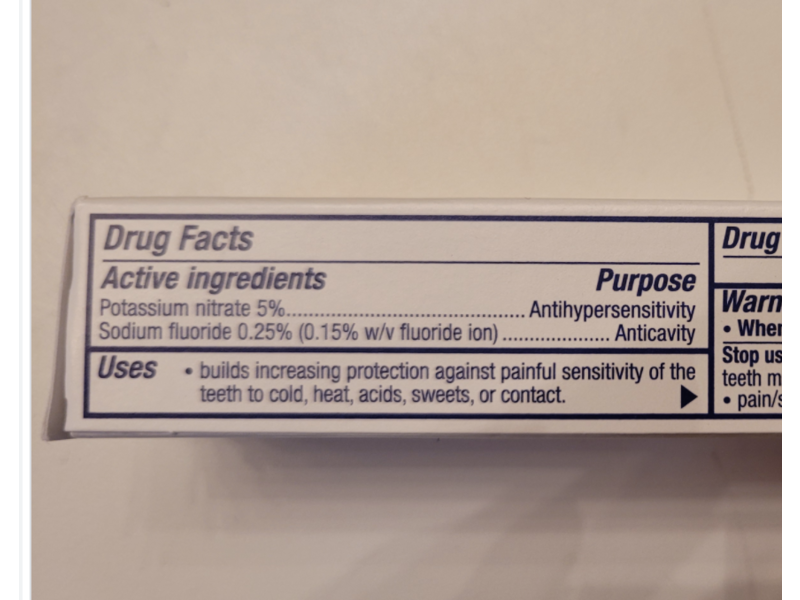 Drug Facts
Active ingredients Purpose
Potassium nitrate 5%............................................... Antihypersensitivity
Sodium fluoride 0.25% (0.15% w/v fluoride ion) .................... Anticavity
Uses • builds increasing protection against painful sensitivity of the
teeth to cold, heat, acids, sweets, or contact.
Drug
Warn
• When
Stop us
teeth m
• pain/s